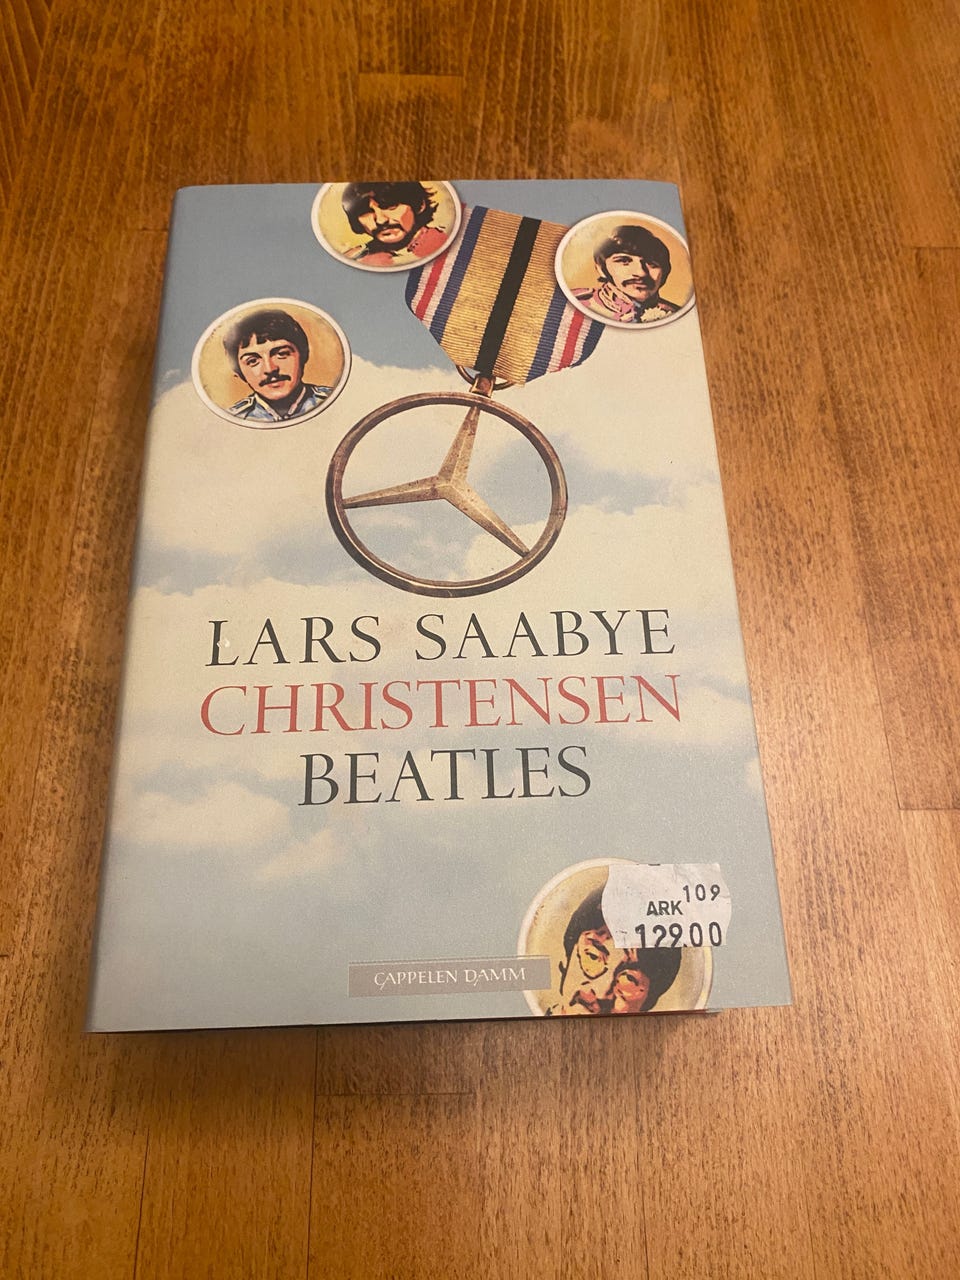 LARS SAABYE
CHRISTENSEN
BEATLES
109
ARK
129.00
CAPPELEN DAMM